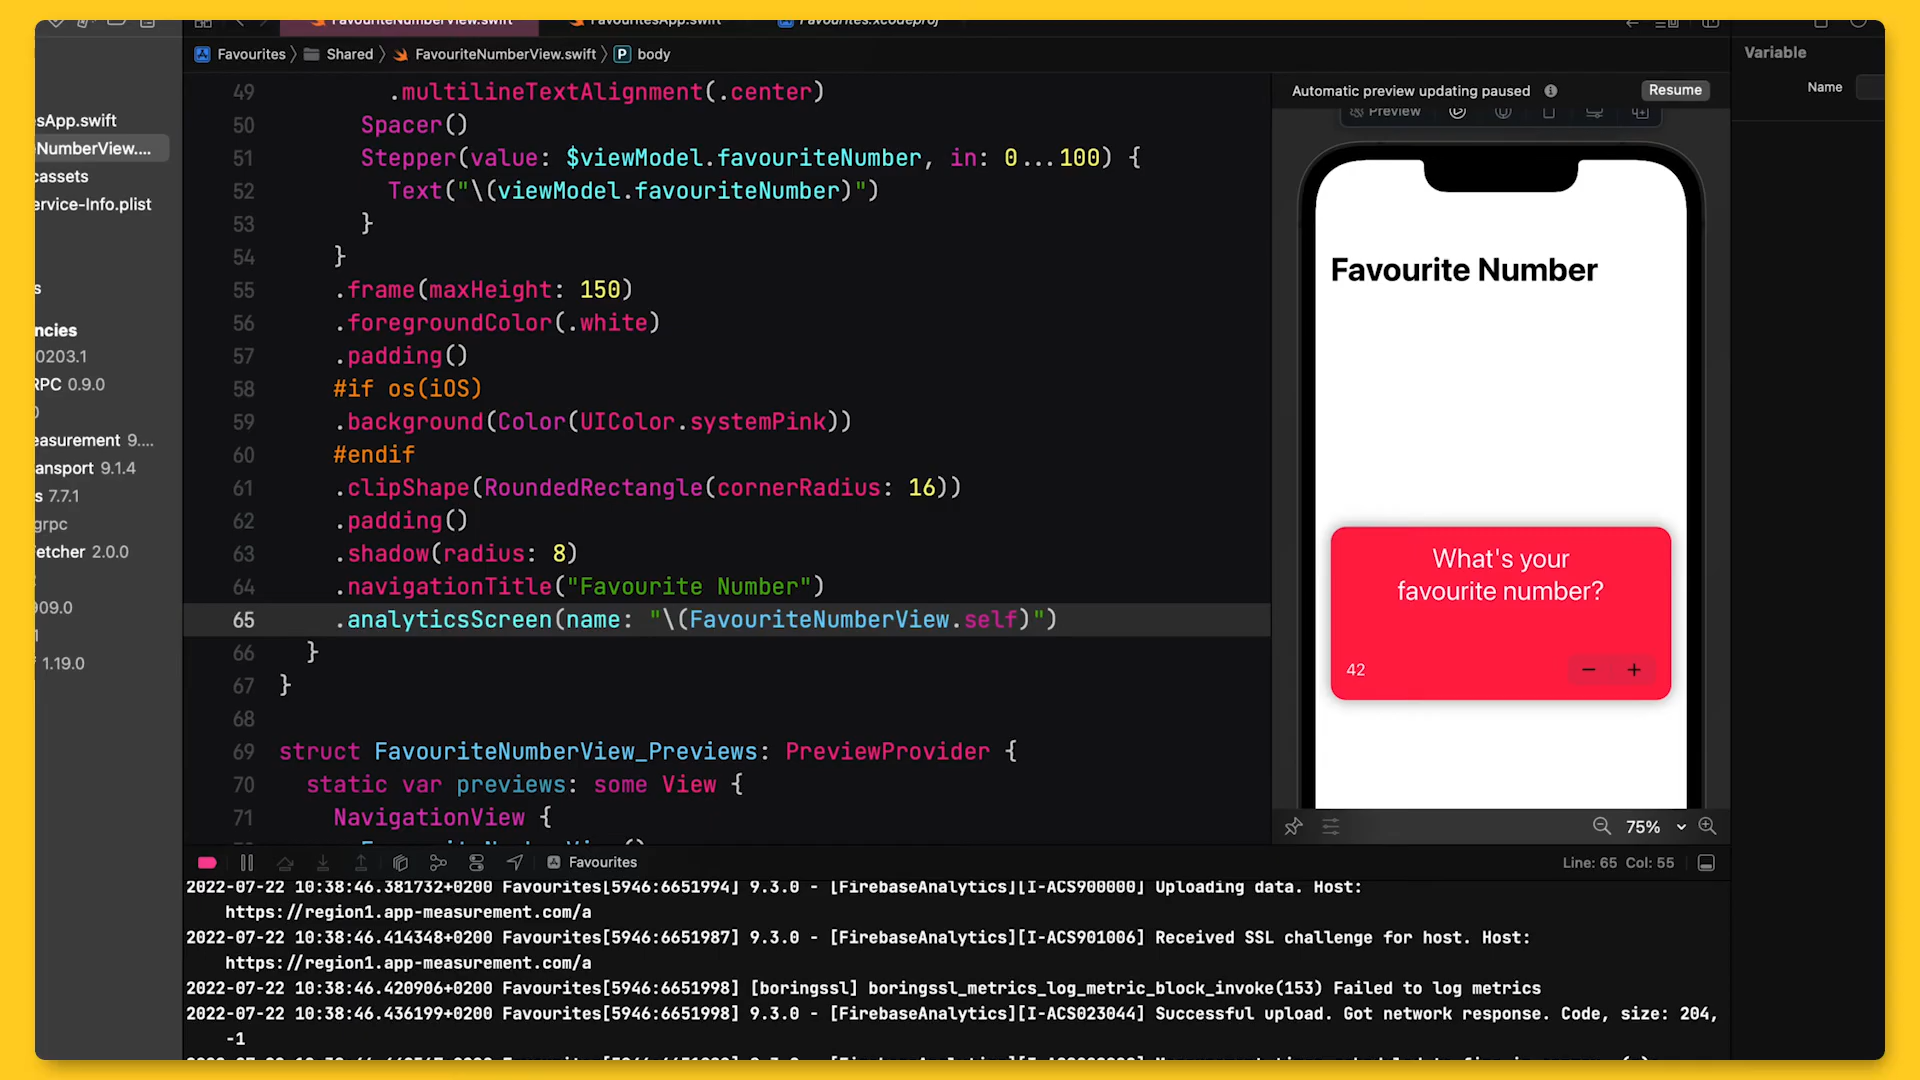 FavouriteNumberView.swift
FavouritesApp.swift
Favourites.xcodeproj
Favourites
Shared
FavouriteNumberView.swift
P
body
sApp.swift
eNumberView....
cassets
ervice-Info.plist
s
ncies
0203.1
RPC 0.9.0
easurement 9....
ansport 9.1.4
s 7.7.1
grpc
etcher 2.0.0
909.0
1.19.0
49 .multilineTextAlignment(.center)
50 Spacer()
51 Stepper(value: $viewModel.favouriteNumber, in: 0...100) {
52 Text("\(viewModel.favouriteNumber)")
53 }
54 }
55 .frame(maxHeight: 150)
56 .foregroundColor(.white)
57 .padding()
58 #if os(iOS)
59 .background(Color(UIColor.systemPink))
60 #endif
61 .clipShape(RoundedRectangle(cornerRadius: 16))
62 .padding()
63 .shadow(radius: 8)
64 .navigationTitle("Favourite Number")
65 .analyticsScreen(name: "\(FavouriteNumberView.self)")
66 }
67 }
68
69 struct FavouriteNumberView_Previews: PreviewProvider {
70 static var previews: some View {
71 NavigationView {
Automatic preview updating paused
Resume
Preview
Favourite Number
What's your
favourite number?
42
− +
75%
Variable
Name
Favourites
Line: 65 Col: 55
2022-07-22 10:38:46.381732+0200 Favourites[5946:6651994] 9.3.0 - [FirebaseAnalytics][I-ACS900000] Uploading data. Host:
https://region1.app-measurement.com/a
2022-07-22 10:38:46.414348+0200 Favourites[5946:6651987] 9.3.0 - [FirebaseAnalytics][I-ACS901006] Received SSL challenge for host. Host:
https://region1.app-measurement.com/a
2022-07-22 10:38:46.420906+0200 Favourites[5946:6651998] [boringssl] boringssl_metrics_log_metric_block_invoke(153) Failed to log metrics
2022-07-22 10:38:46.436199+0200 Favourites[5946:6651998] 9.3.0 - [FirebaseAnalytics][I-ACS023044] Successful upload. Got network response. Code, size: 204,
-1